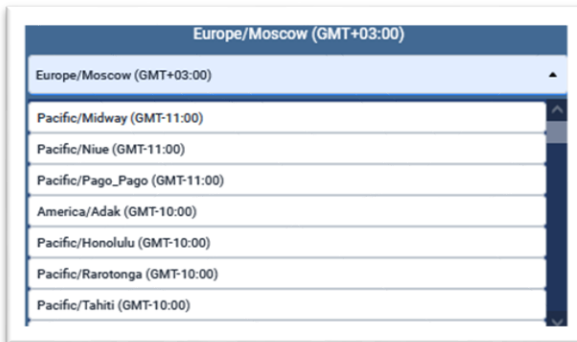 Europe/Moscow (GMT+03:00)
Europe/Moscow (GMT+03:00)
Pacific/Midway (GMT-11:00)
Pacific/Niue (GMT-11:00)
Pacific/Pago_Pago (GMT-11:00)
America/Adak (GMT-10:00)
Pacific/Honolulu (GMT-10:00)
Pacific/Rarotonga (GMT-10:00)
Pacific/Tahiti (GMT-10:00)